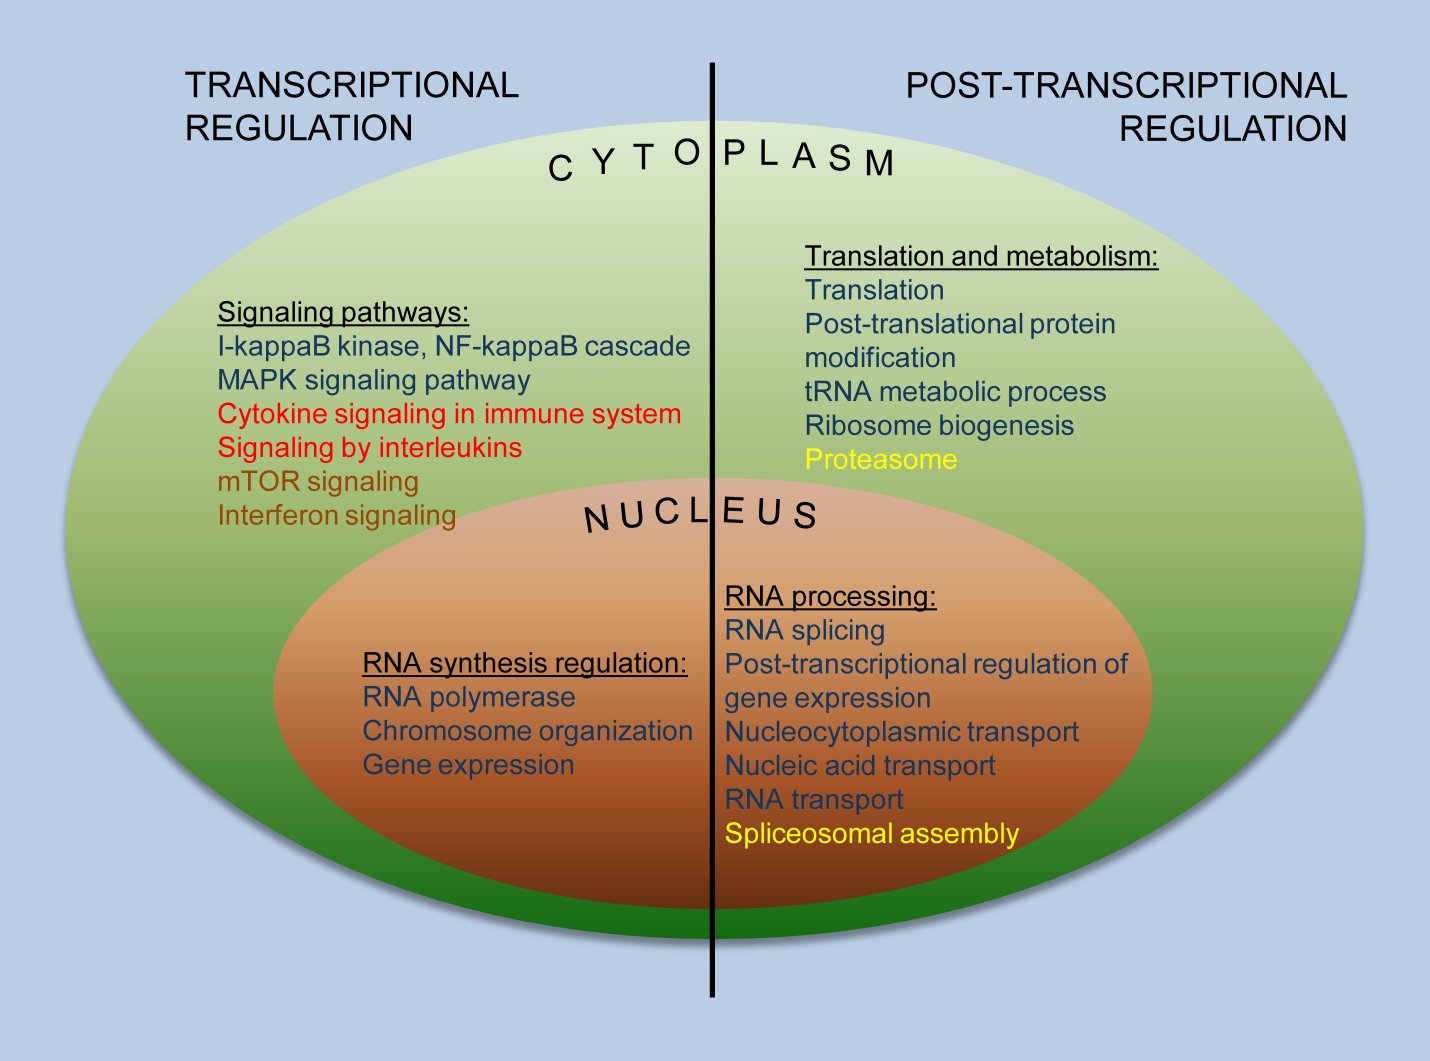 TRANSCRIPTIONAL
REGULATION
POST-TRANSCRIPTIONAL
REGULATION
CYTOPLASM
Signaling pathways:
I-kappaB kinase, NF-kappaB cascade
MAPK signaling pathway
Cytokine signaling in immune system
Signaling by interleukins
mTOR signaling
Interferon signaling
Translation and metabolism:
Translation
Post-translational protein
modification
tRNA metabolic process
Ribosome biogenesis
Proteasome
NUCLEUS
RNA synthesis regulation:
RNA polymerase
Chromosome organization
Gene expression
RNA processing:
RNA splicing
Post-transcriptional regulation of
gene expression
Nucleocytoplasmic transport
Nucleic acid transport
RNA transport
Spliceosomal assembly